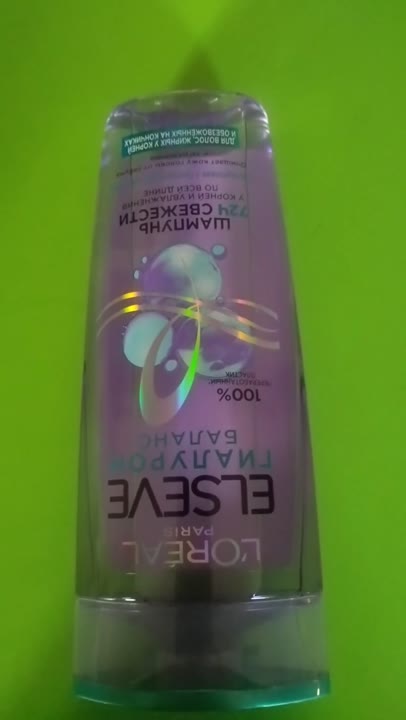 L'ORÉAL
PARIS
ELSEVE
ГИАЛУРОН
БАЛАНС
100%
ПЛАСТИК
ШАМПУНЬ
72Ч СВЕЖЕСТИ
У КОРНЕЙ И УВЛАЖНЕНИЯ
ПО ВСЕЙ ДЛИНЕ
ДЛЯ ВОЛОС, ЖИРНЫХ У КОРНЕЙ
И ОБЕЗВОЖЕННЫХ НА КОНЧИКАХ